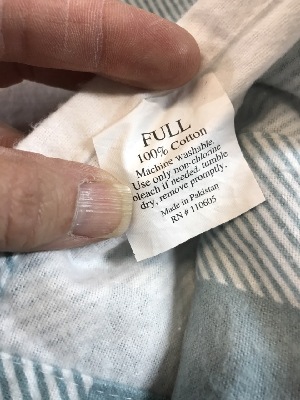 FULL
100% Cotton
Machine washable.
Use only non-chlorine
bleach if needed, tumble
dry, remove promptly.
Made in Pakistan
RN # 110605